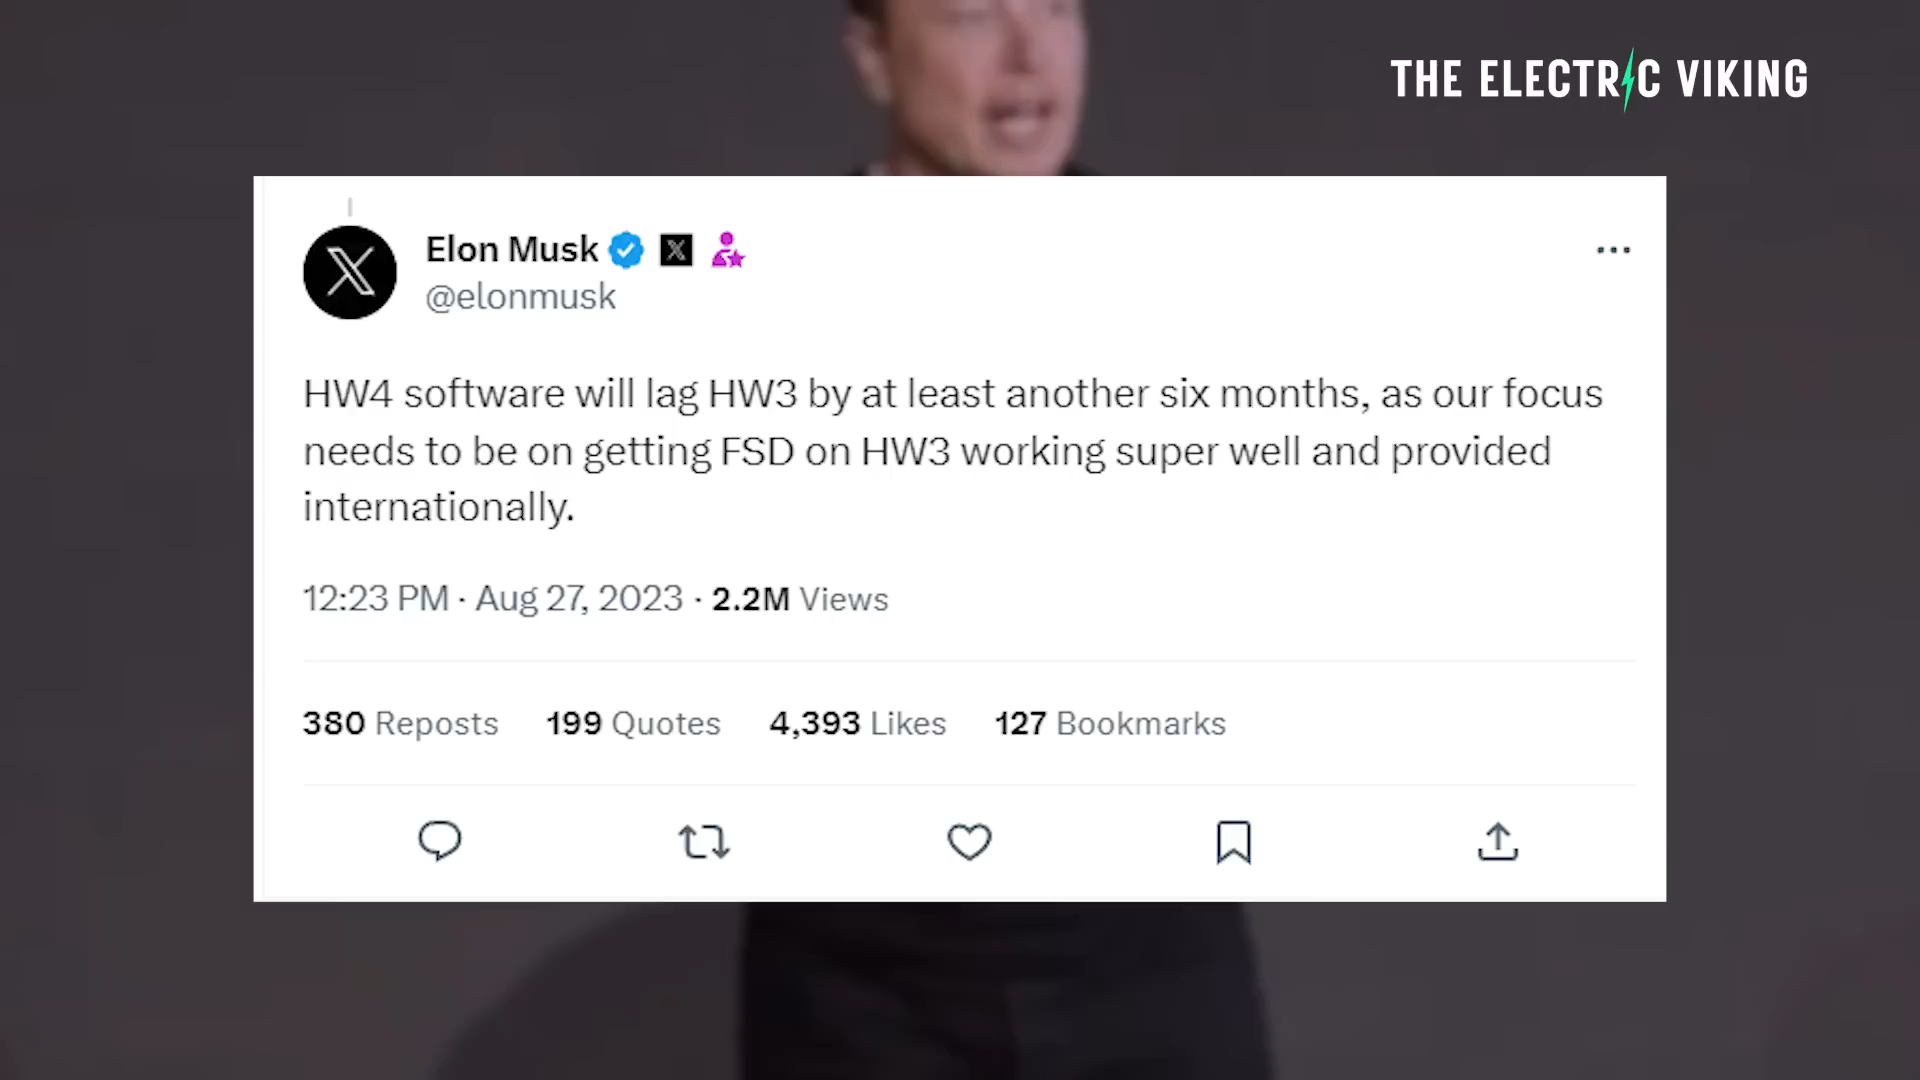 THE ELECTRIC VIKING
Elon Musk
@elonmusk
HW4 software will lag HW3 by at least another six months, as our focus
needs to be on getting FSD on HW3 working super well and provided
internationally.
12:23 PM · Aug 27, 2023 · 2.2M Views
380 Reposts 199 Quotes 4,393 Likes 127 Bookmarks